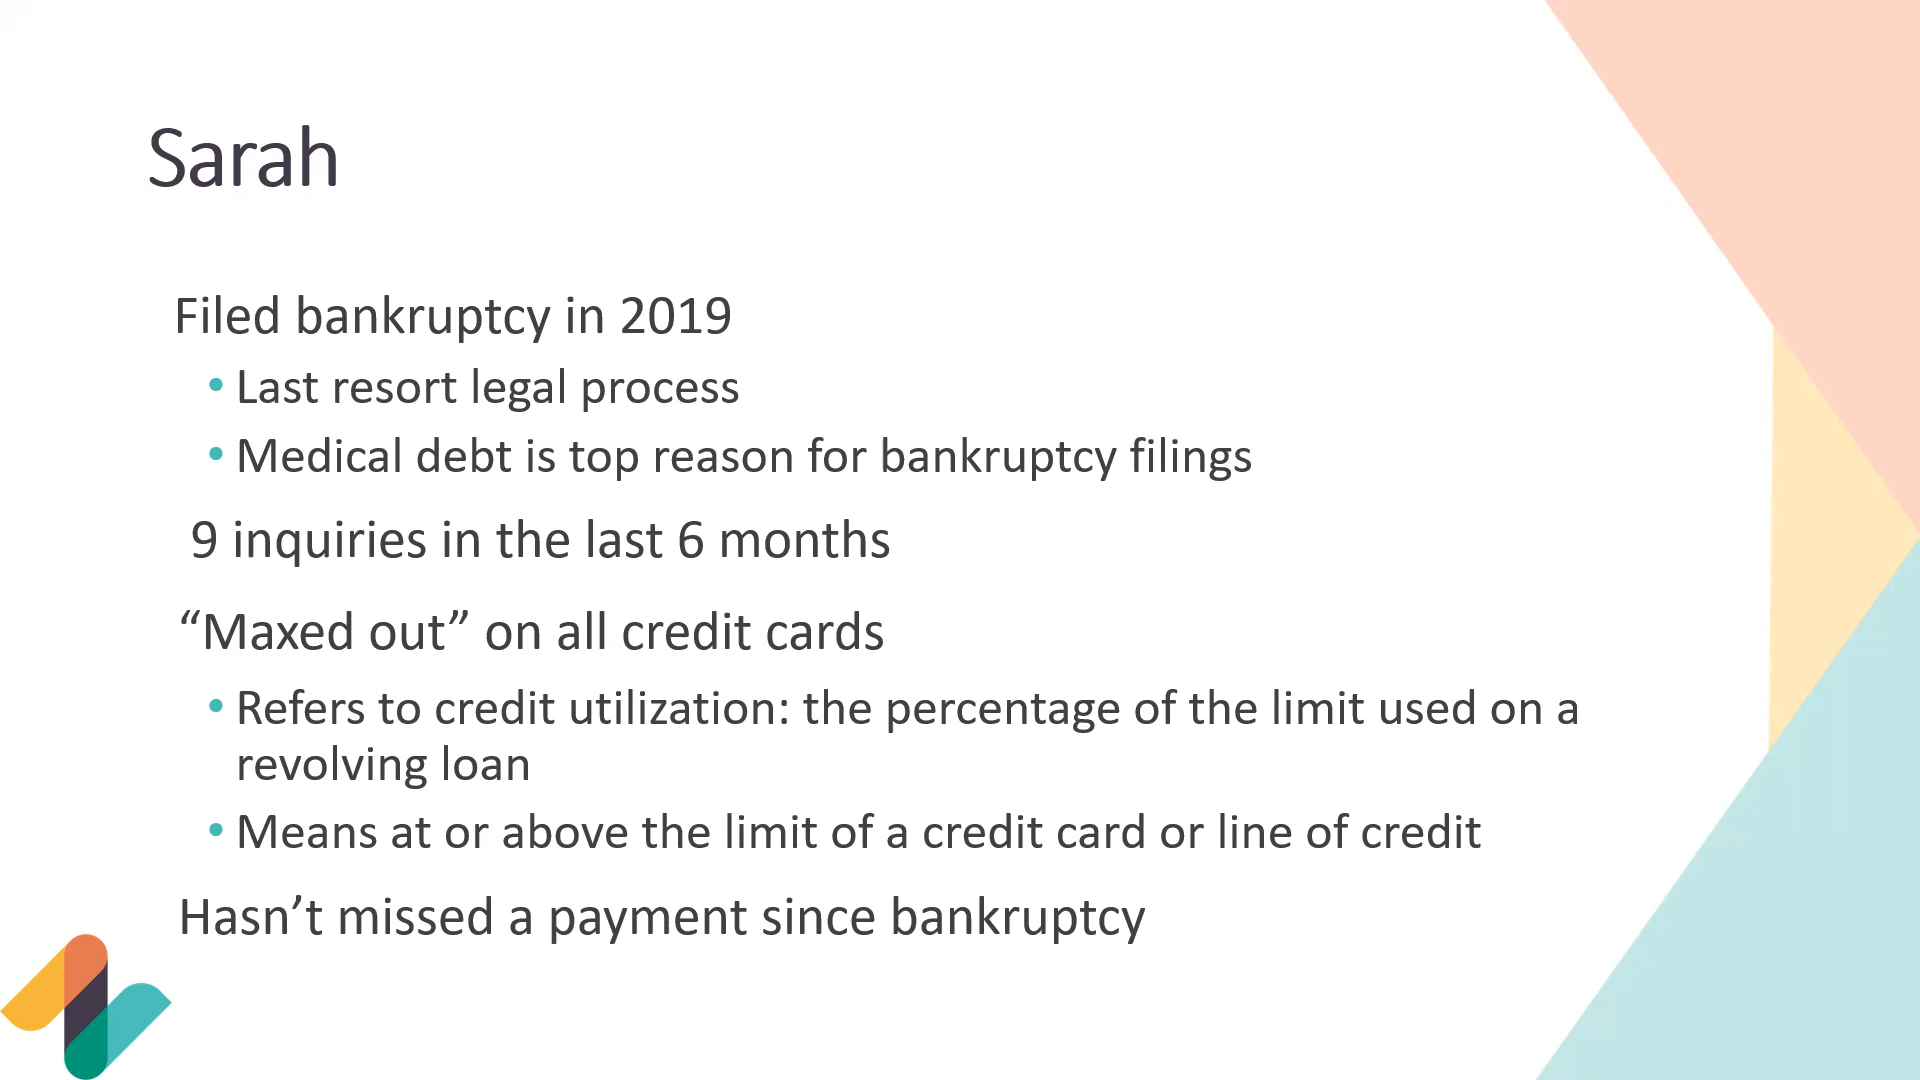 Sarah
Filed bankruptcy in 2019
• Last resort legal process
• Medical debt is top reason for bankruptcy filings
9 inquiries in the last 6 months
“Maxed out” on all credit cards
• Refers to credit utilization: the percentage of the limit used on a
revolving loan
• Means at or above the limit of a credit card or line of credit
Hasn’t missed a payment since bankruptcy